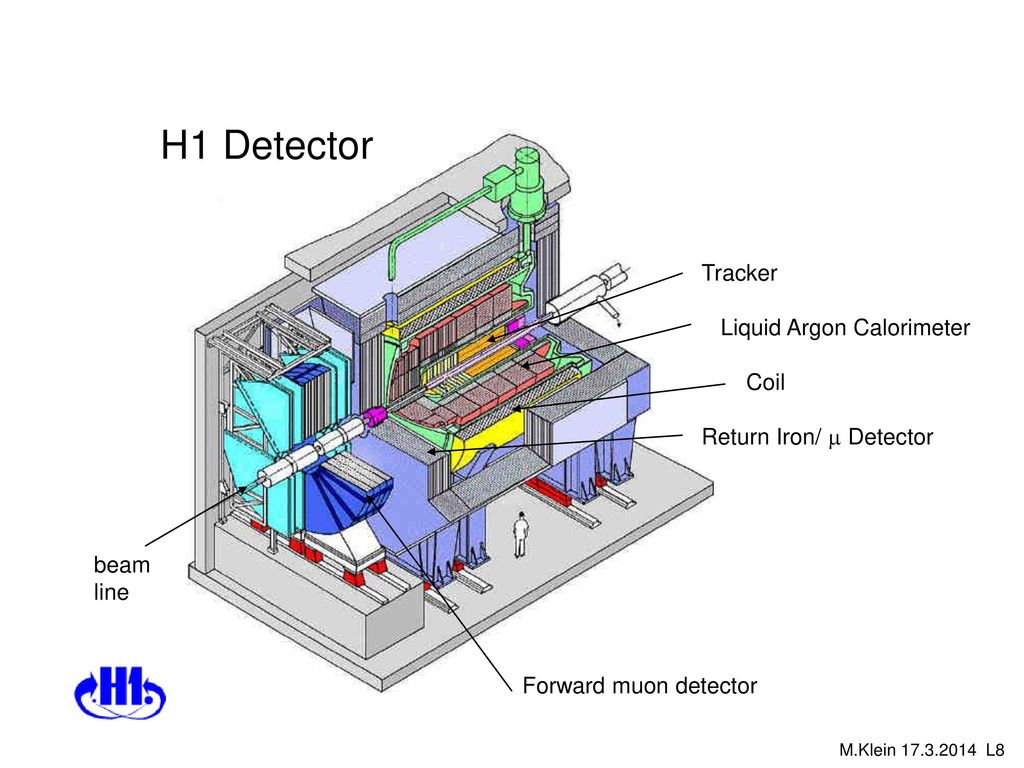 H1 Detector
Tracker
Liquid Argon Calorimeter
Coil
Return Iron/ μ Detector
beam
line
Forward muon detector
H1
M.Klein 17.3.2014 L8